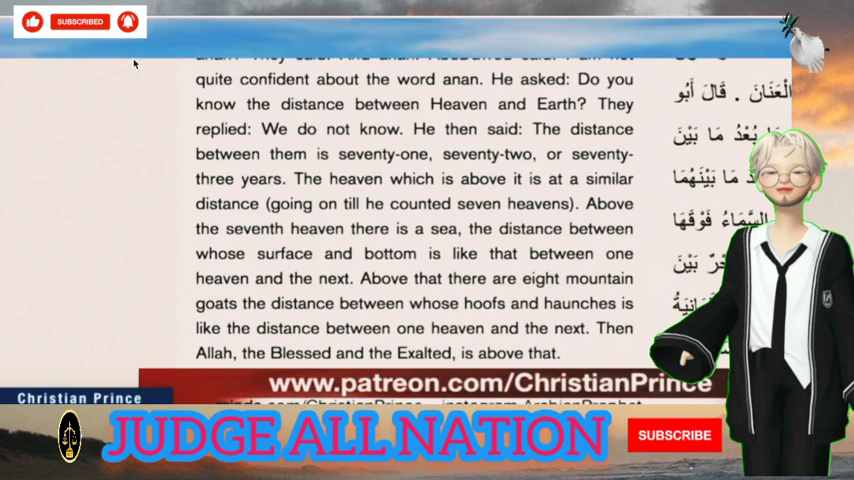 SUBSCRIBED
quite confident about the word anan. He asked: Do you
know the distance between Heaven and Earth? They
replied: We do not know. He then said: The distance
between them is seventy-one, seventy-two, or seventy-
three years. The heaven which is above it is at a similar
distance (going on till he counted seven heavens). Above
the seventh heaven there is a sea, the distance between
whose surface and bottom is like that between one
heaven and the next. Above that there are eight mountain
goats the distance between whose hoofs and haunches is
like the distance between one heaven and the next. Then
Allah, the Blessed and the Exalted, is above that.
الْعَنَانَ . قَالَ أَبُو
بُعْدُ مَا بَيْنَ
مَا بَيْنَهُمَا
السَّمَاءُ فَوْقَهَا
بَيْنَ
www.patreon.com/ChristianPrince
Christian Prince
JUDGE ALL NATION
SUBSCRIBE